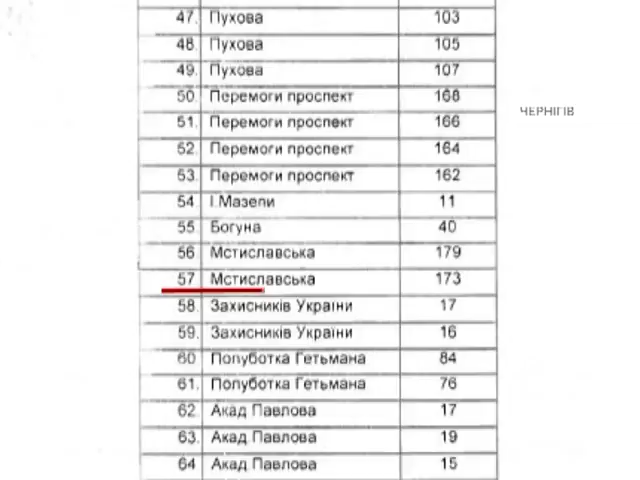 47. Пухова 103
48. Пухова 105
49. Пухова 107
50. Перемоги проспект 168
51. Перемоги проспект 166
52. Перемоги проспект 164
53. Перемоги проспект 162
54 І.Мазепи 11
55. Богуна 40
56 Мстиславська 179
57 Мстиславська 173
58. Захисників України 17
59. Захисників України 16
60 Полуботка Гетьмана 84
61. Полуботка Гетьмана 76
62 Акад Павлова 17
63. Акад Павлова 19
64 Акад Павлова 15
ЧЕРНІГІВ